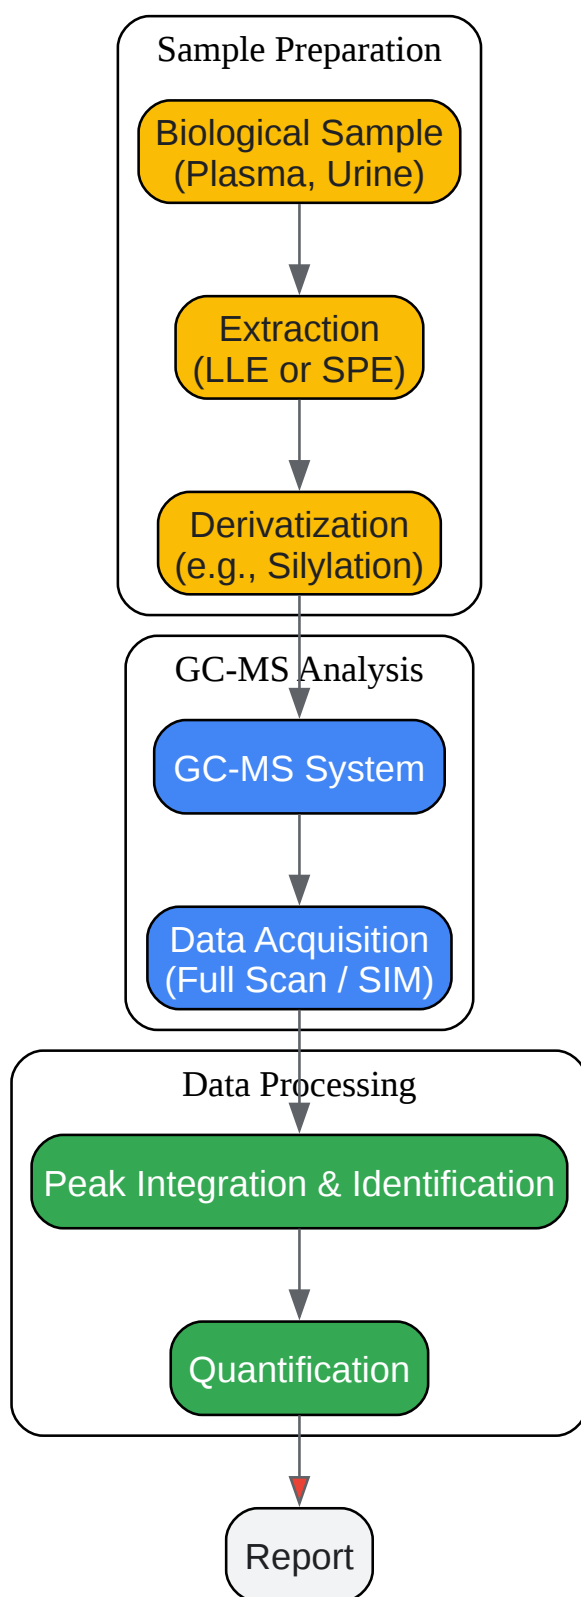 Sample Preparation
Biological Sample
(Plasma, Urine)
Extraction
(LLE or SPE)
Derivatization
(e.g., Silylation)
GC-MS Analysis
GC-MS System
Data Acquisition
(Full Scan / SIM)
Data Processing
Peak Integration & Identification
Quantification
Report